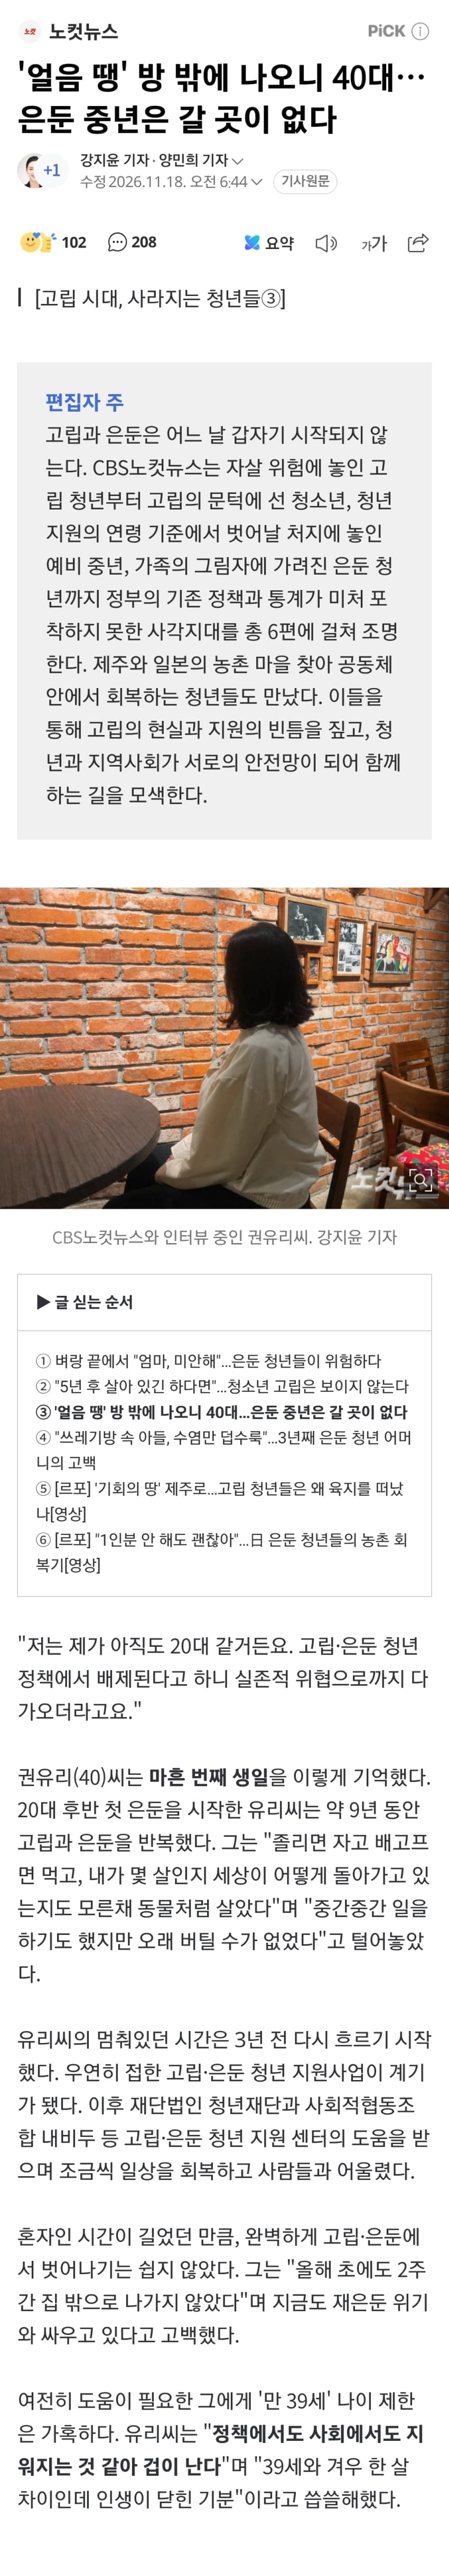 노컷
노컷뉴스
PiCK
'얼음 땡' 방 밖에 나오니 40대…
은둔 중년은 갈 곳이 없다
+1
강지윤 기자·양민희 기자
수정 2026.11.18. 오전 6:44
기사원문
102
208
요약
가가
[고립 시대, 사라지는 청년들③]
편집자 주
고립과 은둔은 어느 날 갑자기 시작되지 않
는다. CBS노컷뉴스는 자살 위험에 놓인 고
립 청년부터 고립의 문턱에 선 청소년, 청년
지원의 연령 기준에서 벗어날 처지에 놓인
예비 중년, 가족의 그림자에 가려진 은둔 청
년까지 정부의 기존 정책과 통계가 미처 포
착하지 못한 사각지대를 총 6편에 걸쳐 조명
한다. 제주와 일본의 농촌 마을 찾아 공동체
안에서 회복하는 청년들도 만났다. 이들을
통해 고립의 현실과 지원의 빈틈을 짚고, 청
년과 지역사회가 서로의 안전망이 되어 함께
하는 길을 모색한다.
노컷
CBS노컷뉴스와 인터뷰 중인 권유리씨. 강지윤 기자
▶ 글 싣는 순서
① 벼랑 끝에서 "엄마, 미안해"…은둔 청년들이 위험하다
② "5년 후 살아 있긴 하다면"…청소년 고립은 보이지 않는다
③ '얼음 땡' 방 밖에 나오니 40대…은둔 중년은 갈 곳이 없다
④ "쓰레기방 속 아들, 수염만 덥수룩"…3년째 은둔 청년 어머
니의 고백
⑤ [르포] '기회의 땅' 제주로…고립 청년들은 왜 육지를 떠났
나[영상]
⑥ [르포] "1인분 안 해도 괜찮아"…日 은둔 청년들의 농촌 회
복기[영상]
"저는 제가 아직도 20대 같거든요. 고립·은둔 청년
정책에서 배제된다고 하니 실존적 위협으로까지 다
가오더라고요."
권유리(40)씨는 마흔 번째 생일을 이렇게 기억했다.
20대 후반 첫 은둔을 시작한 유리씨는 약 9년 동안
고립과 은둔을 반복했다. 그는 "졸리면 자고 배고프
면 먹고, 내가 몇 살인지 세상이 어떻게 돌아가고 있
는지도 모른채 동물처럼 살았다"며 "중간중간 일을
하기도 했지만 오래 버틸 수가 없었다"고 털어놓았
다.
유리씨의 멈춰있던 시간은 3년 전 다시 흐르기 시작
했다. 우연히 접한 고립·은둔 청년 지원사업이 계기
가 됐다. 이후 재단법인 청년재단과 사회적협동조
합 내비두 등 고립·은둔 청년 지원 센터의 도움을 받
으며 조금씩 일상을 회복하고 사람들과 어울렸다.
혼자인 시간이 길었던 만큼, 완벽하게 고립·은둔에
서 벗어나기는 쉽지 않았다. 그는 "올해 초에도 2주
간 집 밖으로 나가지 않았다"며 지금도 재은둔 위기
와 싸우고 있다고 고백했다.
여전히 도움이 필요한 그에게 '만 39세' 나이 제한
은 가혹하다. 유리씨는 "정책에서도 사회에서도 지
워지는 것 같아 겁이 난다"며 "39세와 겨우 한 살
차이인데 인생이 닫힌 기분"이라고 씁쓸해했다.